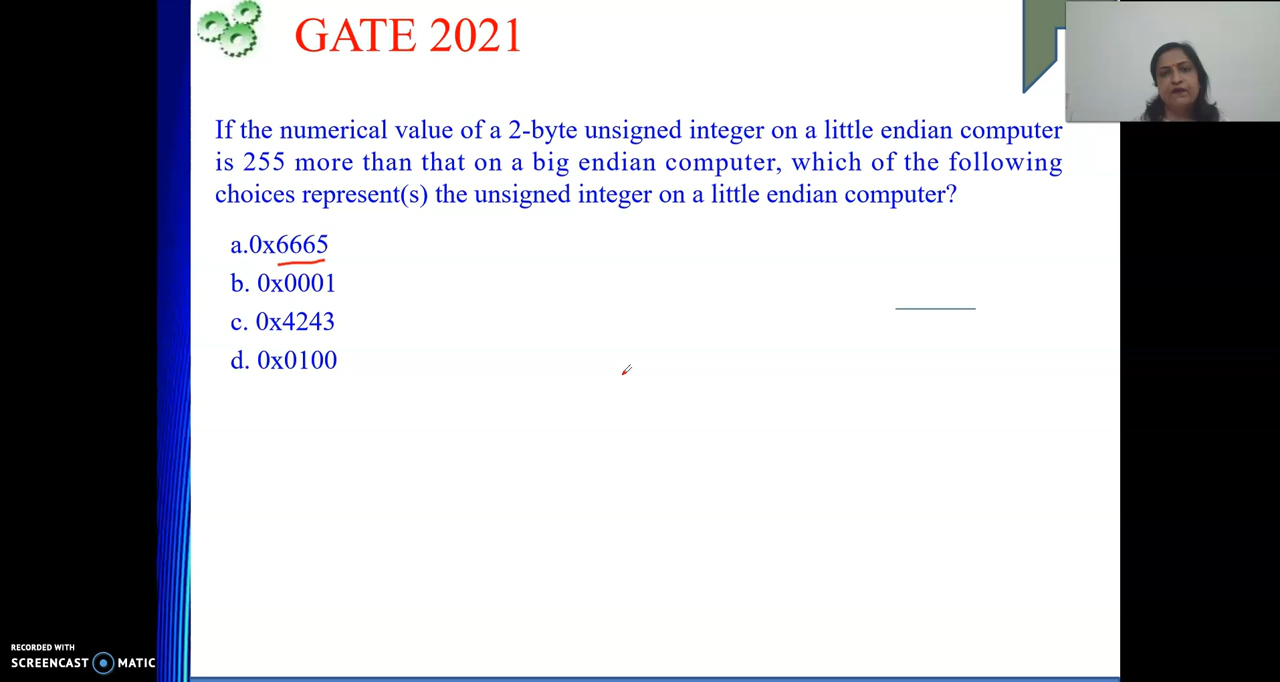 GATE 2021
If the numerical value of a 2-byte unsigned integer on a little endian computer
is 255 more than that on a big endian computer, which of the following
choices represent(s) the unsigned integer on a little endian computer?
a.0x6665
b. 0x0001
c. 0x4243
d. 0x0100
RECORDED WITH
SCREENCAST MATIC